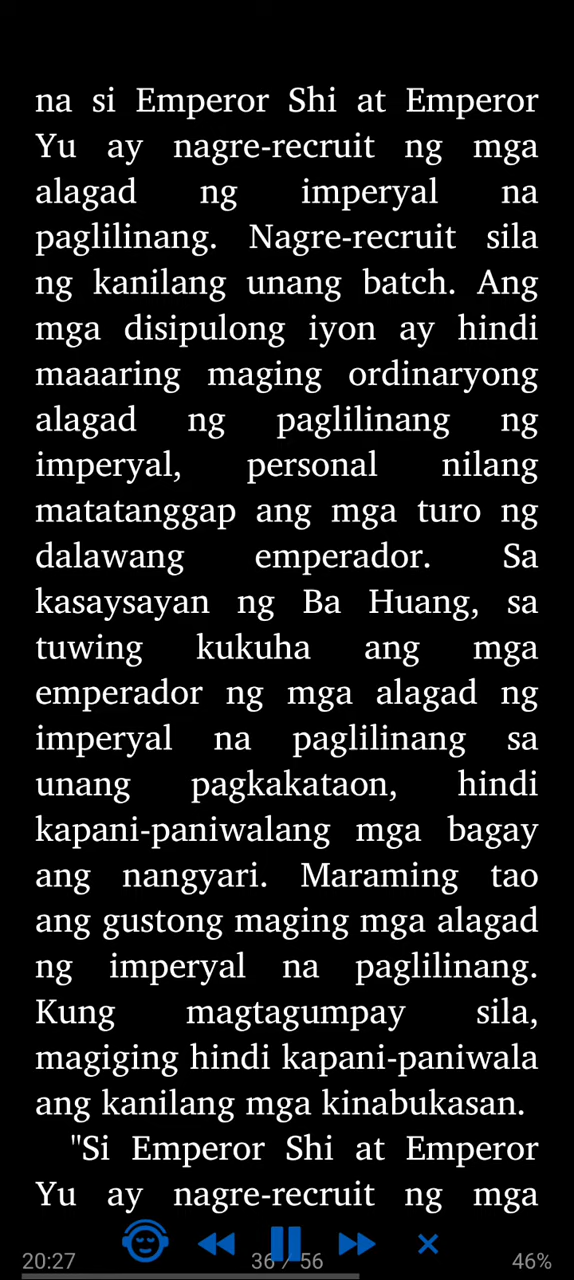 na si Emperor Shi at Emperor
Yu ay nagre-recruit ng mga
alagad ng imperyal na
paglilinang. Nagre-recruit sila
ng kanilang unang batch. Ang
mga disipulong iyon ay hindi
maaaring maging ordinaryong
alagad ng paglilinang ng
imperyal, personal nilang
matatanggap ang mga turo ng
dalawang emperador. Sa
kasaysayan ng Ba Huang, sa
tuwing kukuha ang mga
emperador ng mga alagad ng
imperyal na paglilinang sa
unang pagkakataon, hindi
kapani-paniwalang mga bagay
ang nangyari. Maraming tao
ang gustong maging mga alagad
ng imperyal na paglilinang.
Kung magtagumpay sila,
magiging hindi kapani-paniwala
ang kanilang mga kinabukasan.
"Si Emperor Shi at Emperor
Yu ay nagre-recruit ng mga
20:27 36 / 56 46%